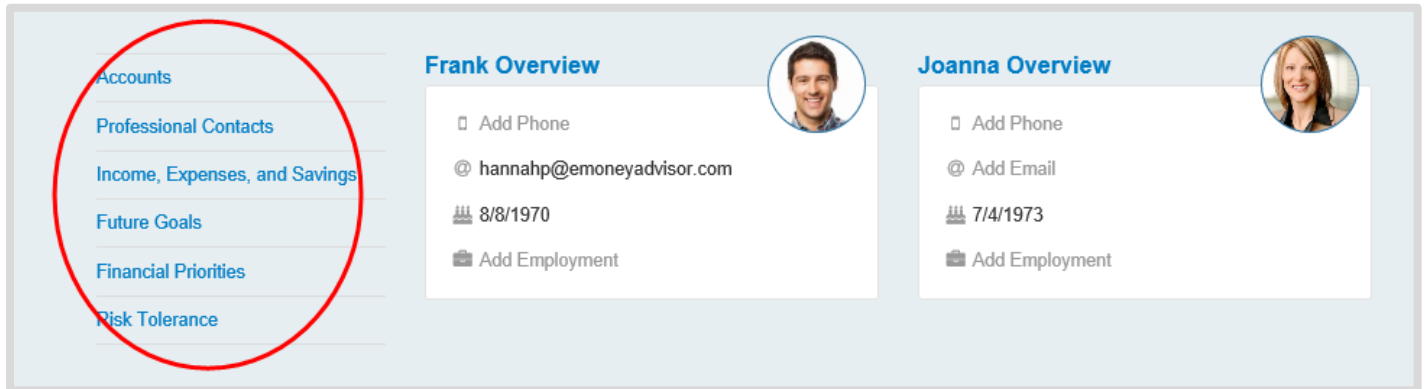 Accounts
Professional Contacts
Income, Expenses, and Savings
Future Goals
Financial Priorities
Risk Tolerance
Frank Overview
Add Phone
hannahp@emoneyadvisor.com
8/8/1970
Add Employment
Joanna Overview
Add Phone
@ Add Email
7/4/1973
Add Employment